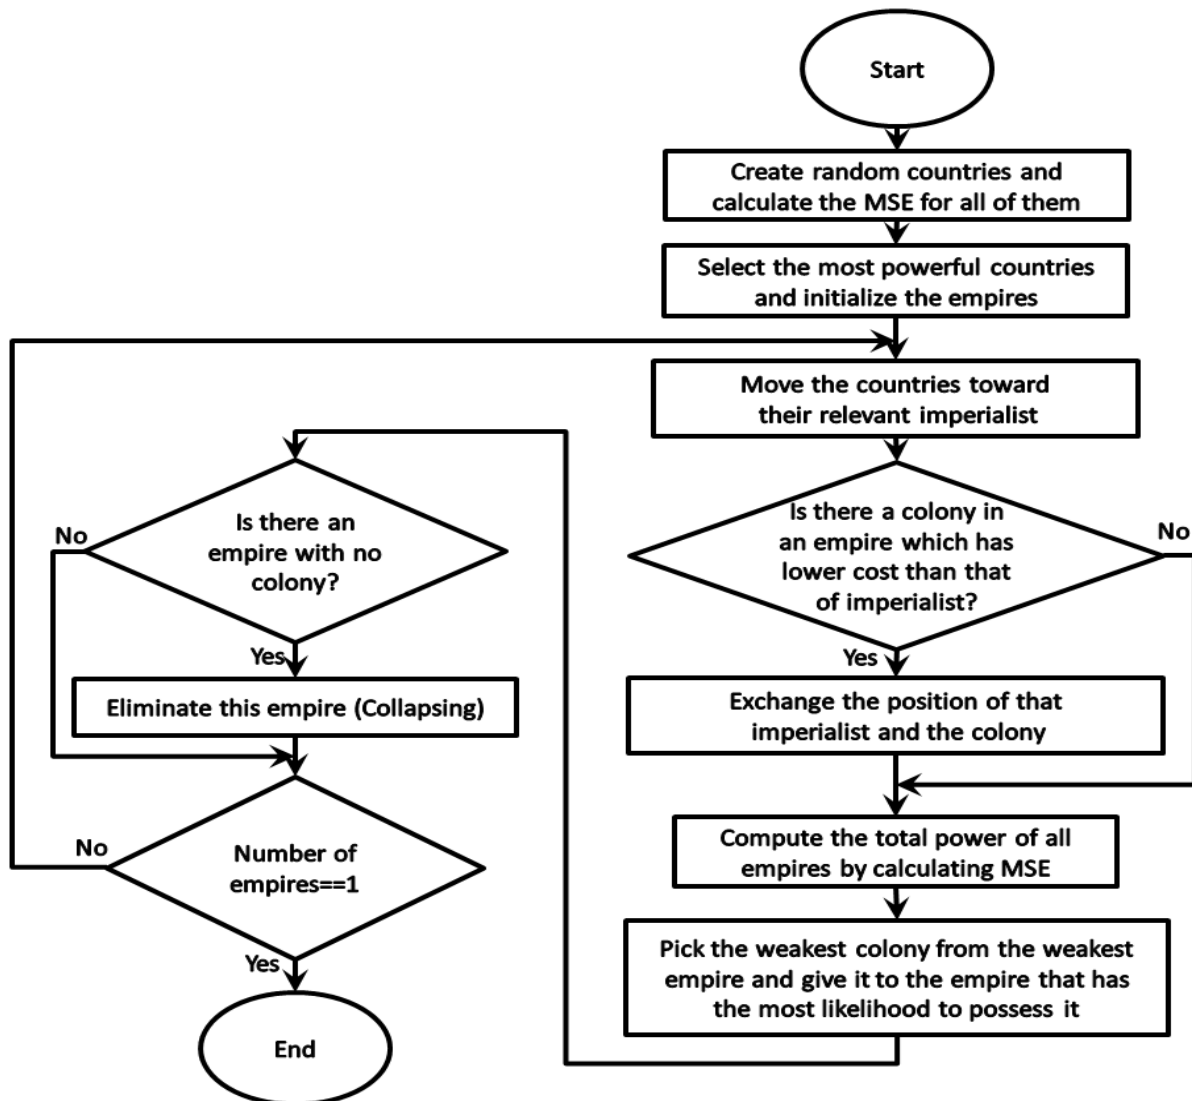 Start
Create random countries and
calculate the MSE for all of them
Select the most powerful countries
and initialize the empires
Move the countries toward
their relevant imperialist
Is there a colony in
an empire which has
lower cost than that
of imperialist?
No
Yes
Exchange the position of that
imperialist and the colony
Compute the total power of all
empires by calculating MSE
Pick the weakest colony from the weakest
empire and give it to the empire that has
the most likelihood to possess it
Is there an
empire with no
colony?
No
Yes
Eliminate this empire (Collapsing)
Number of
empires==1
No
Yes
End